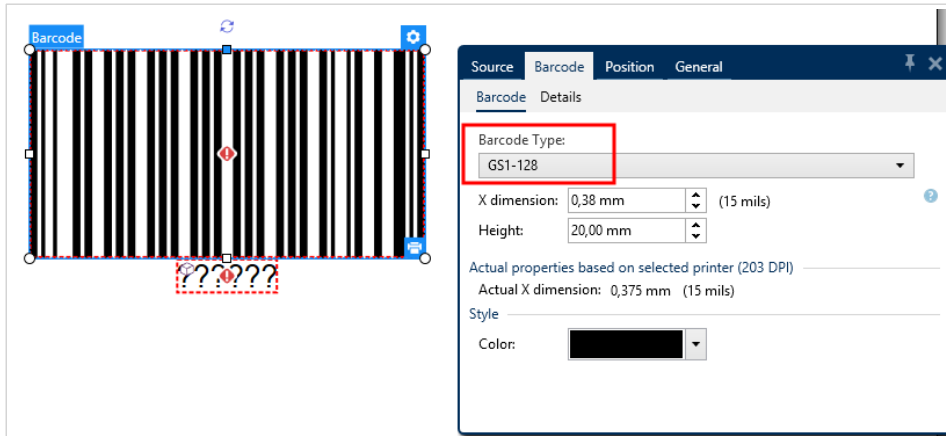 Barcode
??????
Source Barcode Position General
Barcode Details
Barcode Type:
GS1-128
X dimension: 0,38 mm (15 mils)
Height: 20,00 mm
Actual properties based on selected printer (203 DPI)
Actual X dimension: 0,375 mm (15 mils)
Style
Color: